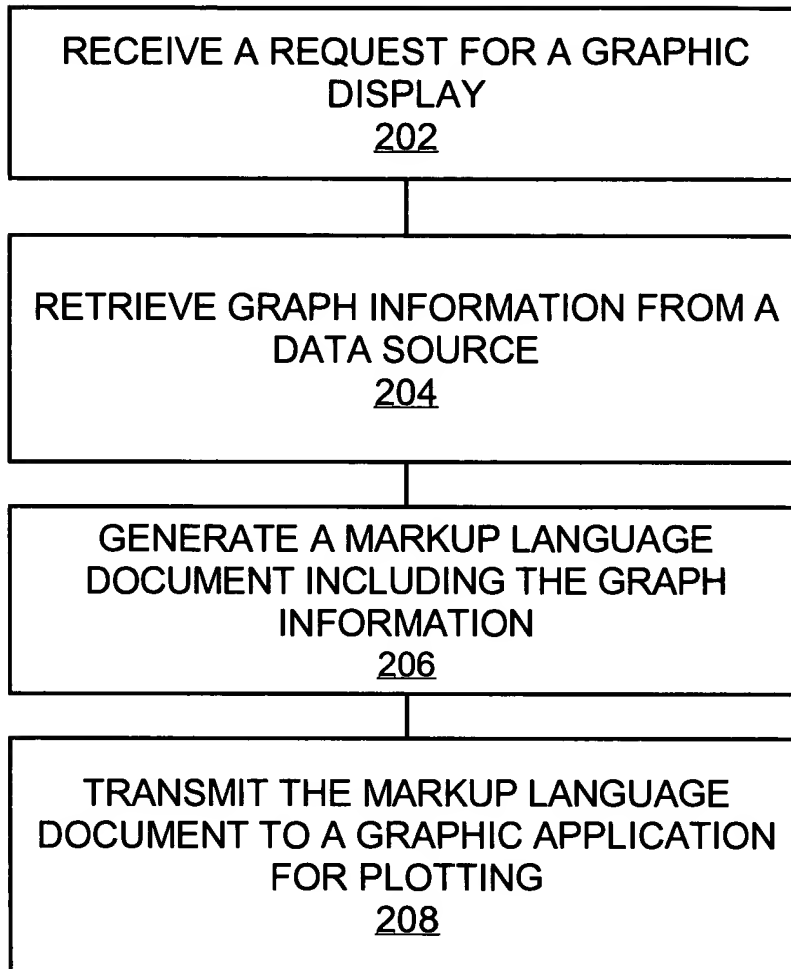 RECEIVE A REQUEST FOR A GRAPHIC
DISPLAY
202
RETRIEVE GRAPH INFORMATION FROM A
DATA SOURCE
204
GENERATE A MARKUP LANGUAGE
DOCUMENT INCLUDING THE GRAPH
INFORMATION
206
TRANSMIT THE MARKUP LANGUAGE
DOCUMENT TO A GRAPHIC APPLICATION
FOR PLOTTING
208